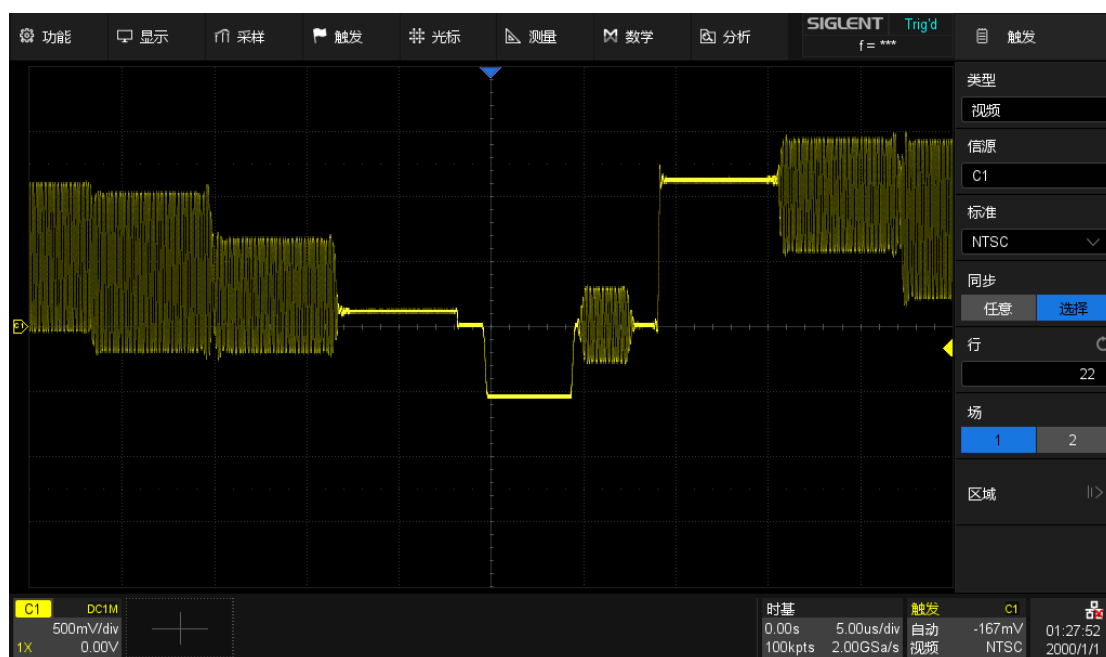 功能 显示 采样 触发 光标 测量 数学 分析 SIGLENT Trig'd
f = ***
触发
类型
视频
信源
C1
标准
NTSC
同步
任意 选择
行
22
场
1 2
区域
C1
C1 DC1M
500mV/div
1X 0.00V
时基
0.00s 5.00us/div
100kpts 2.00GSa/s
触发 C1
自动 -167mV
视频 NTSC
01:27:52
2000/1/1